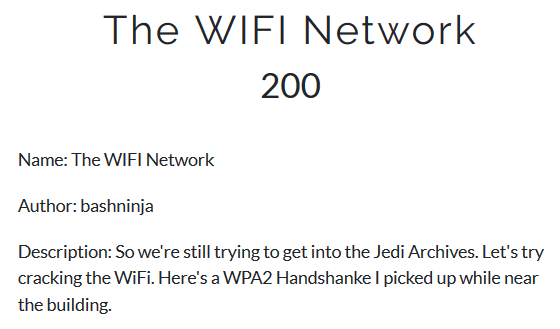 The WIFI Network
200
Name: The WIFI Network
Author: bashninja
Description: So we're still trying to get into the Jedi Archives. Let's try
cracking the WiFi. Here's a WPA2 Handshanke I picked up while near
the building.